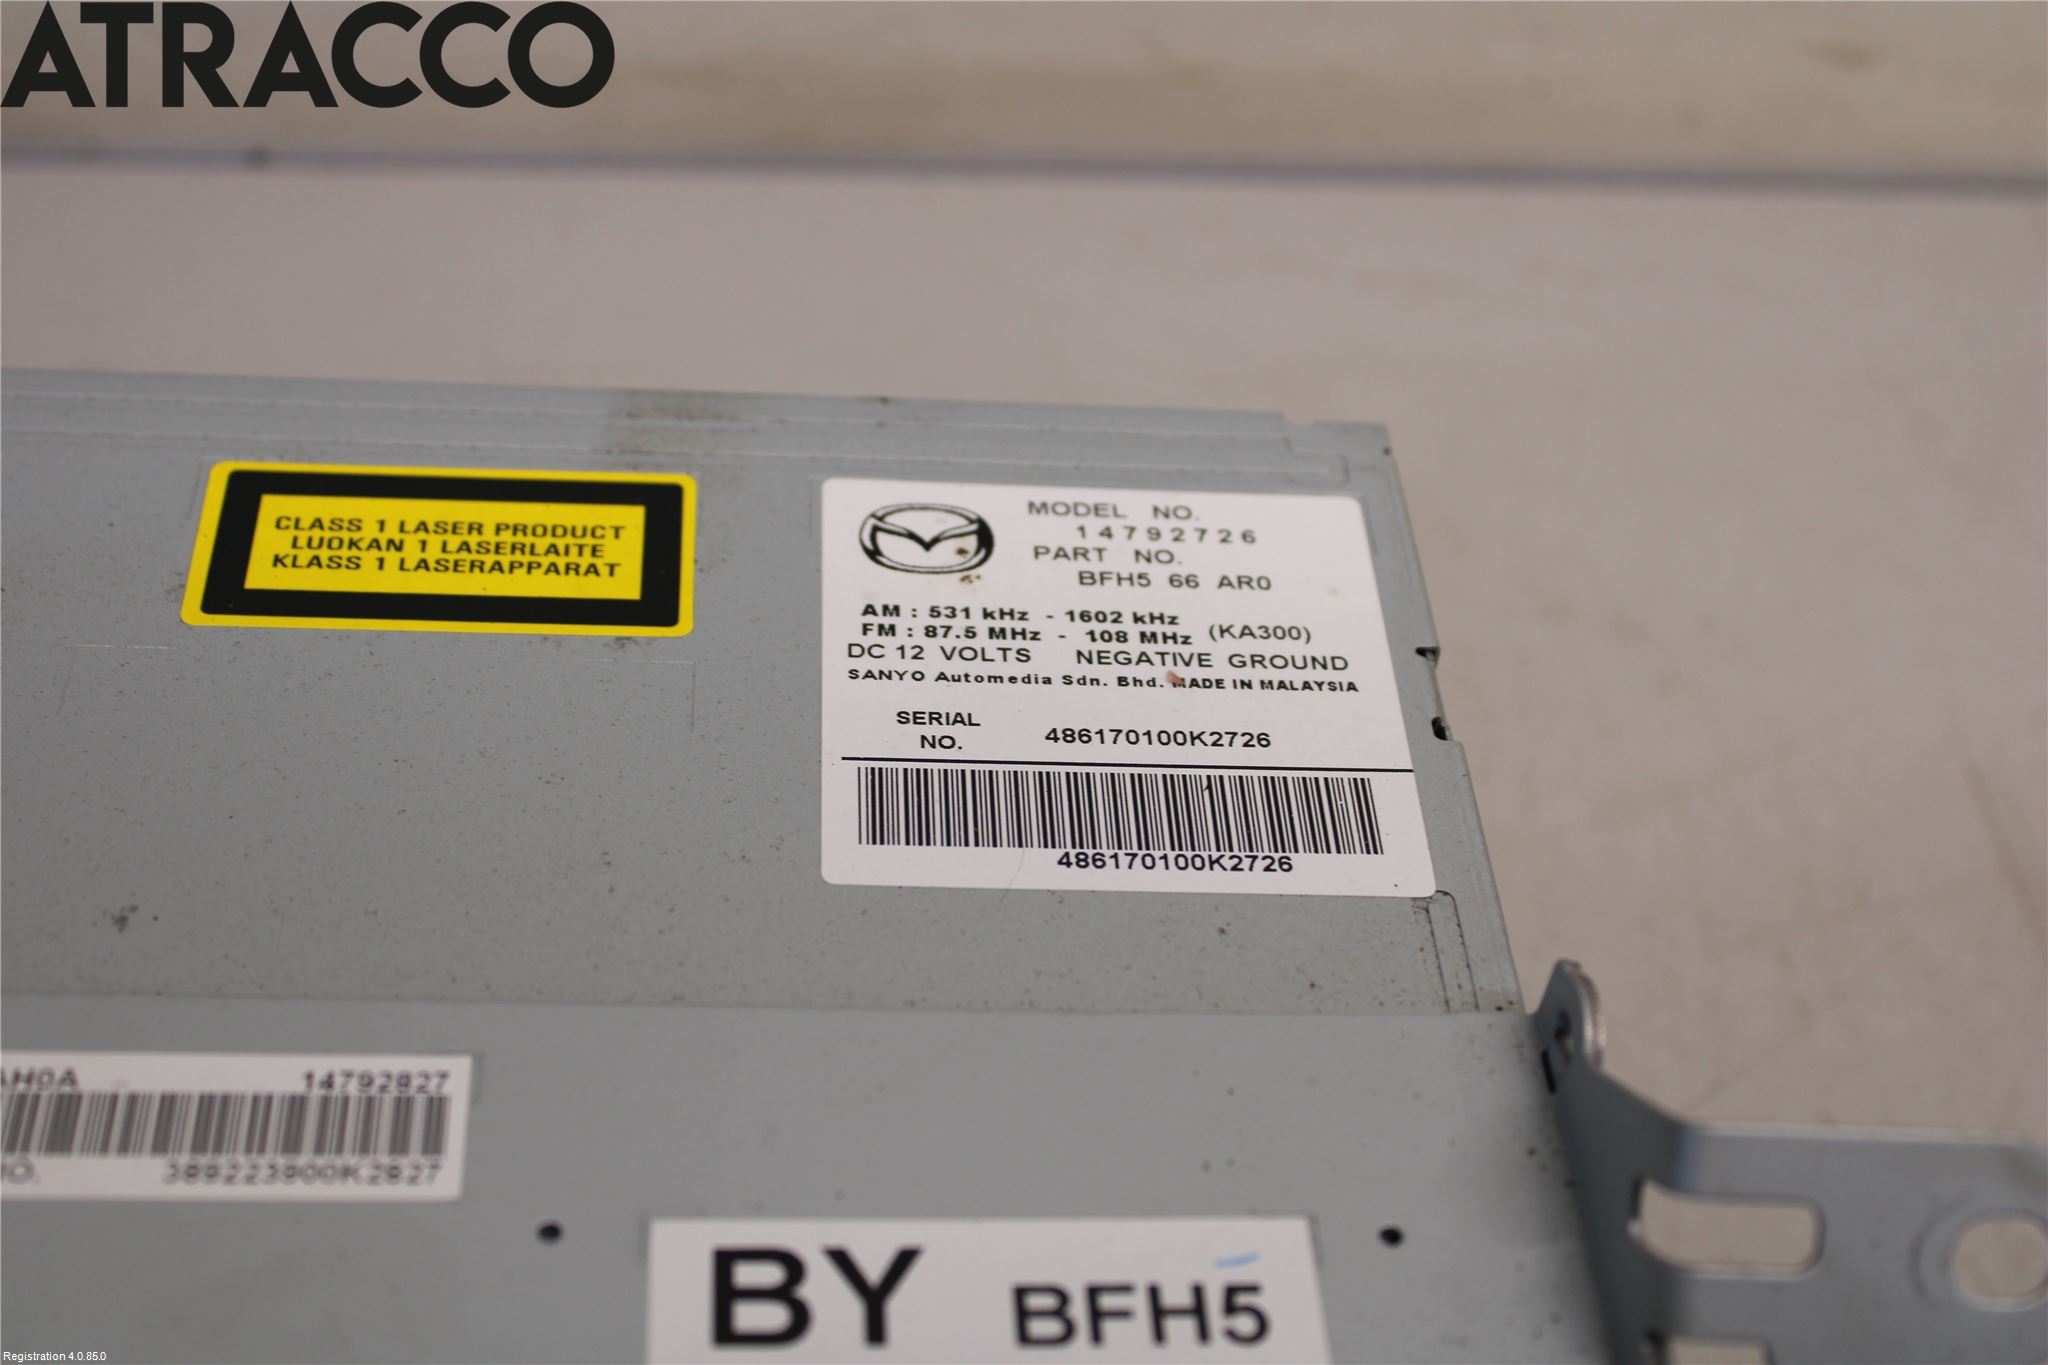 ATRACCO
CLASS 1 LASER PRODUCT
LUOKAN 1 LASERLAITE
KLASS 1 LASERAPPARAT
MODEL NO.
14792726
PART NO.
BFH5 66 AR0
AM : 531 kHz - 1602 kHz
FM : 87.5 MHz - 108 MHz (KA300)
DC 12 VOLTS NEGATIVE GROUND
SANYO Automedia Sdn. Bhd. MADE IN MALAYSIA
SERIAL
NO. 486170100K2726
486170100K2726
14792827
BY BFH5
Registration 4.0.85.0